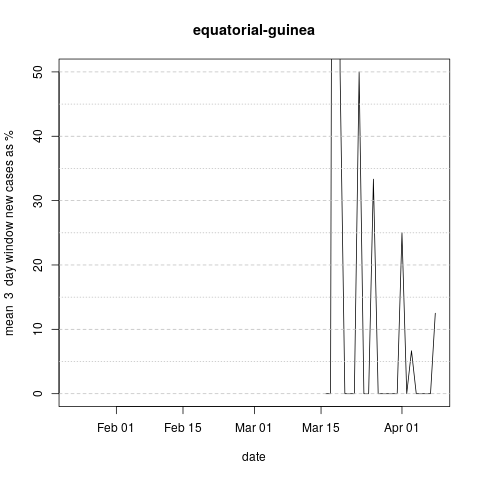 equatorial-guinea
mean 3 day window new cases as %
50
40
30
20
10
0
Feb 01 Feb 15 Mar 01 Mar 15 Apr 01
date